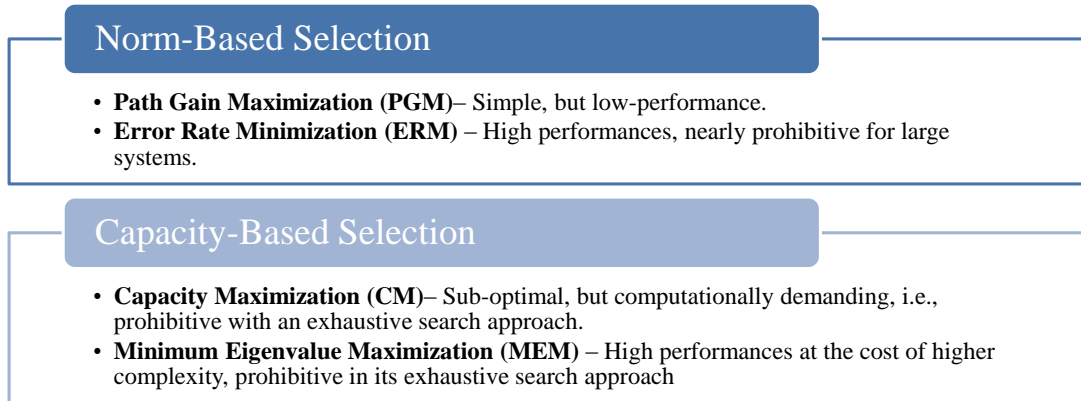 Norm-Based Selection
• Path Gain Maximization (PGM)– Simple, but low-performance.
• Error Rate Minimization (ERM) – High performances, nearly prohibitive for large
systems.
Capacity-Based Selection
• Capacity Maximization (CM)– Sub-optimal, but computationally demanding, i.e.,
prohibitive with an exhaustive search approach.
• Minimum Eigenvalue Maximization (MEM) – High performances at the cost of higher
complexity, prohibitive in its exhaustive search approach